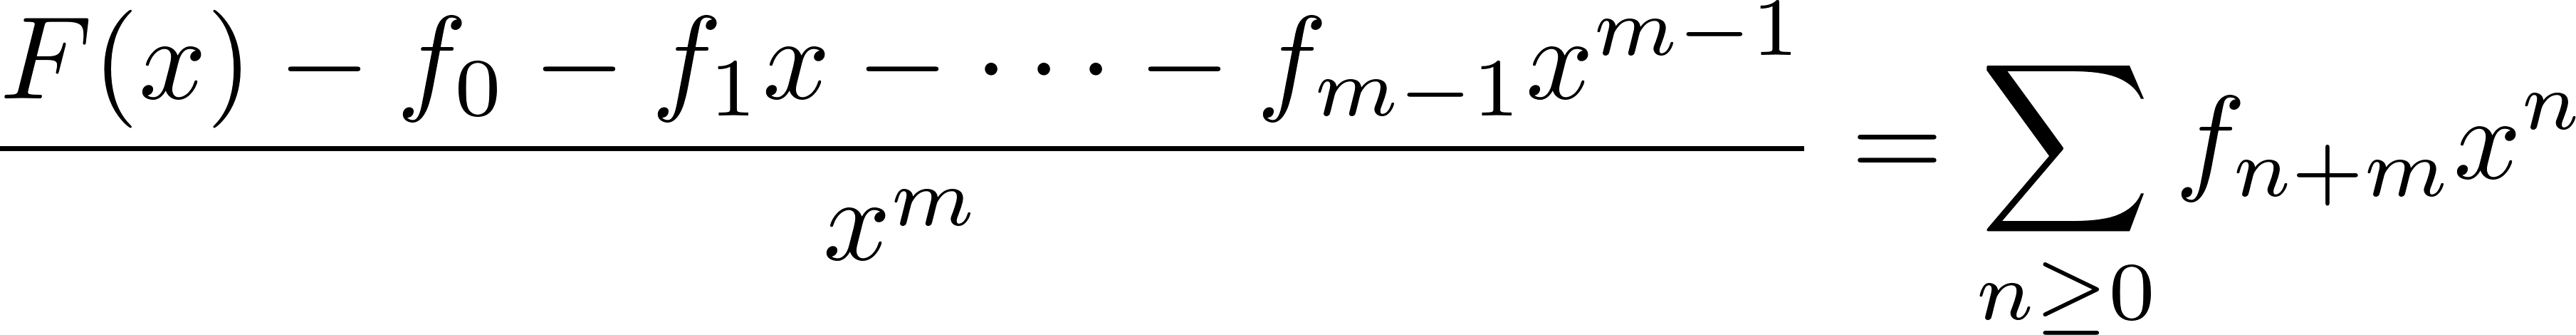 \frac{F(x) - f_0 - f_1 x - \cdots - f_{m-1} x^{m-1}}{x^m} = \sum_{n \geq 0} f_{n+m} x^n